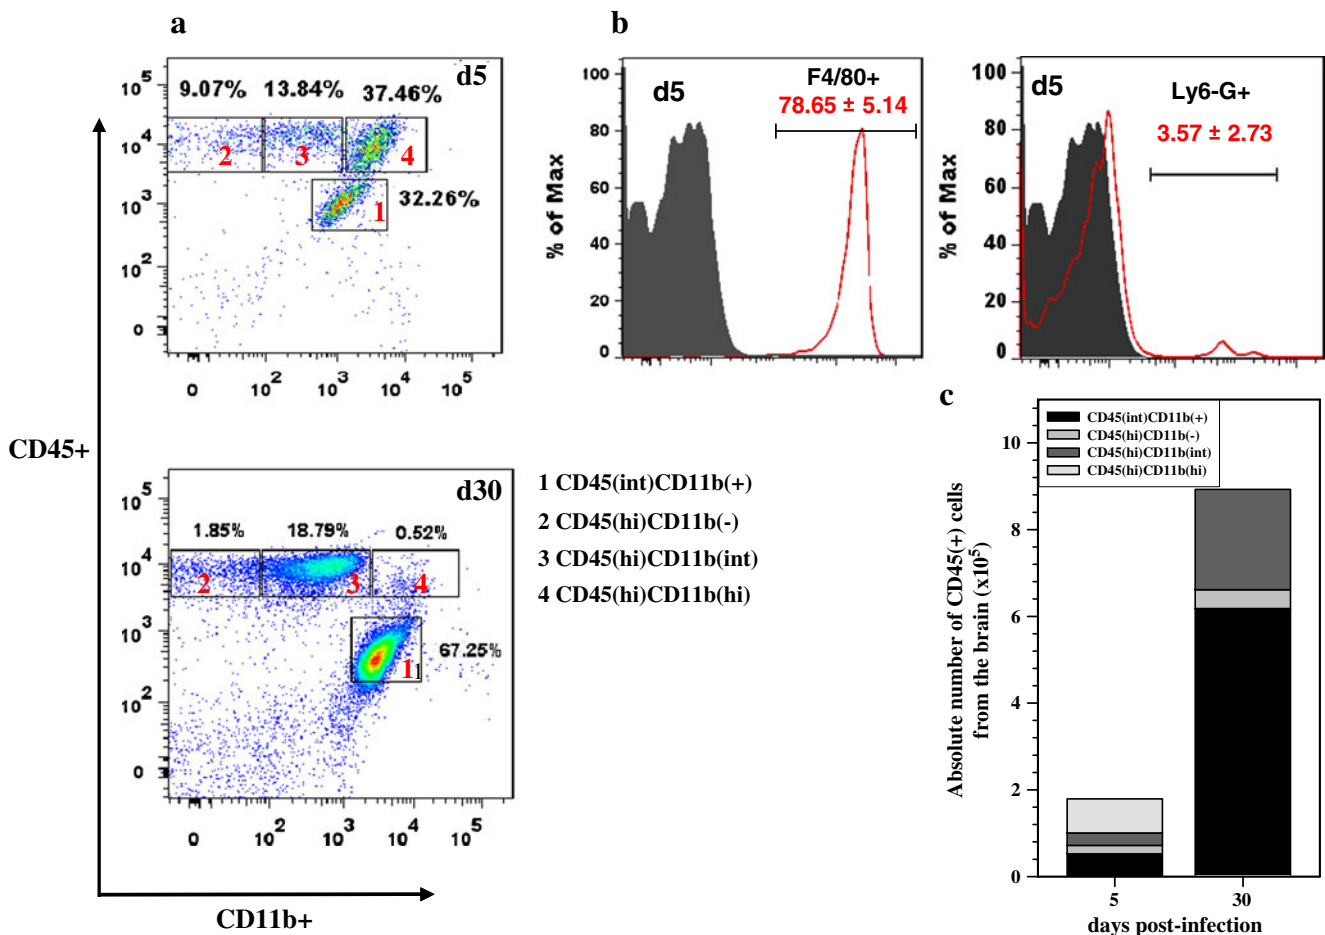 a
d5
9.07% 13.84% 37.46%
2 3 4
1 32.26%
10^5
10^4
10^3
10^2
0
0 10^2 10^3 10^4 10^5
CD45+
d30
1.85% 18.79% 0.52%
2 3 4
11 67.25%
10^5
10^4
10^3
10^2
0
0 10^2 10^3 10^4 10^5
CD11b+
1 CD45(int)CD11b(+)
2 CD45(hi)CD11b(-)
3 CD45(hi)CD11b(int)
4 CD45(hi)CD11b(hi)
b
d5
F4/80+
78.65 ± 5.14
% of Max
100
80
60
40
20
0
d5
Ly6-G+
3.57 ± 2.73
% of Max
100
80
60
40
20
0
c
CD45(int)CD11b(+)
CD45(hi)CD11b(-)
CD45(hi)CD11b(int)
CD45(hi)CD11b(hi)
Absolute number of CD45(+) cells
from the brain (x10^5)
10
8
6
4
2
0
5 30
days post-infection